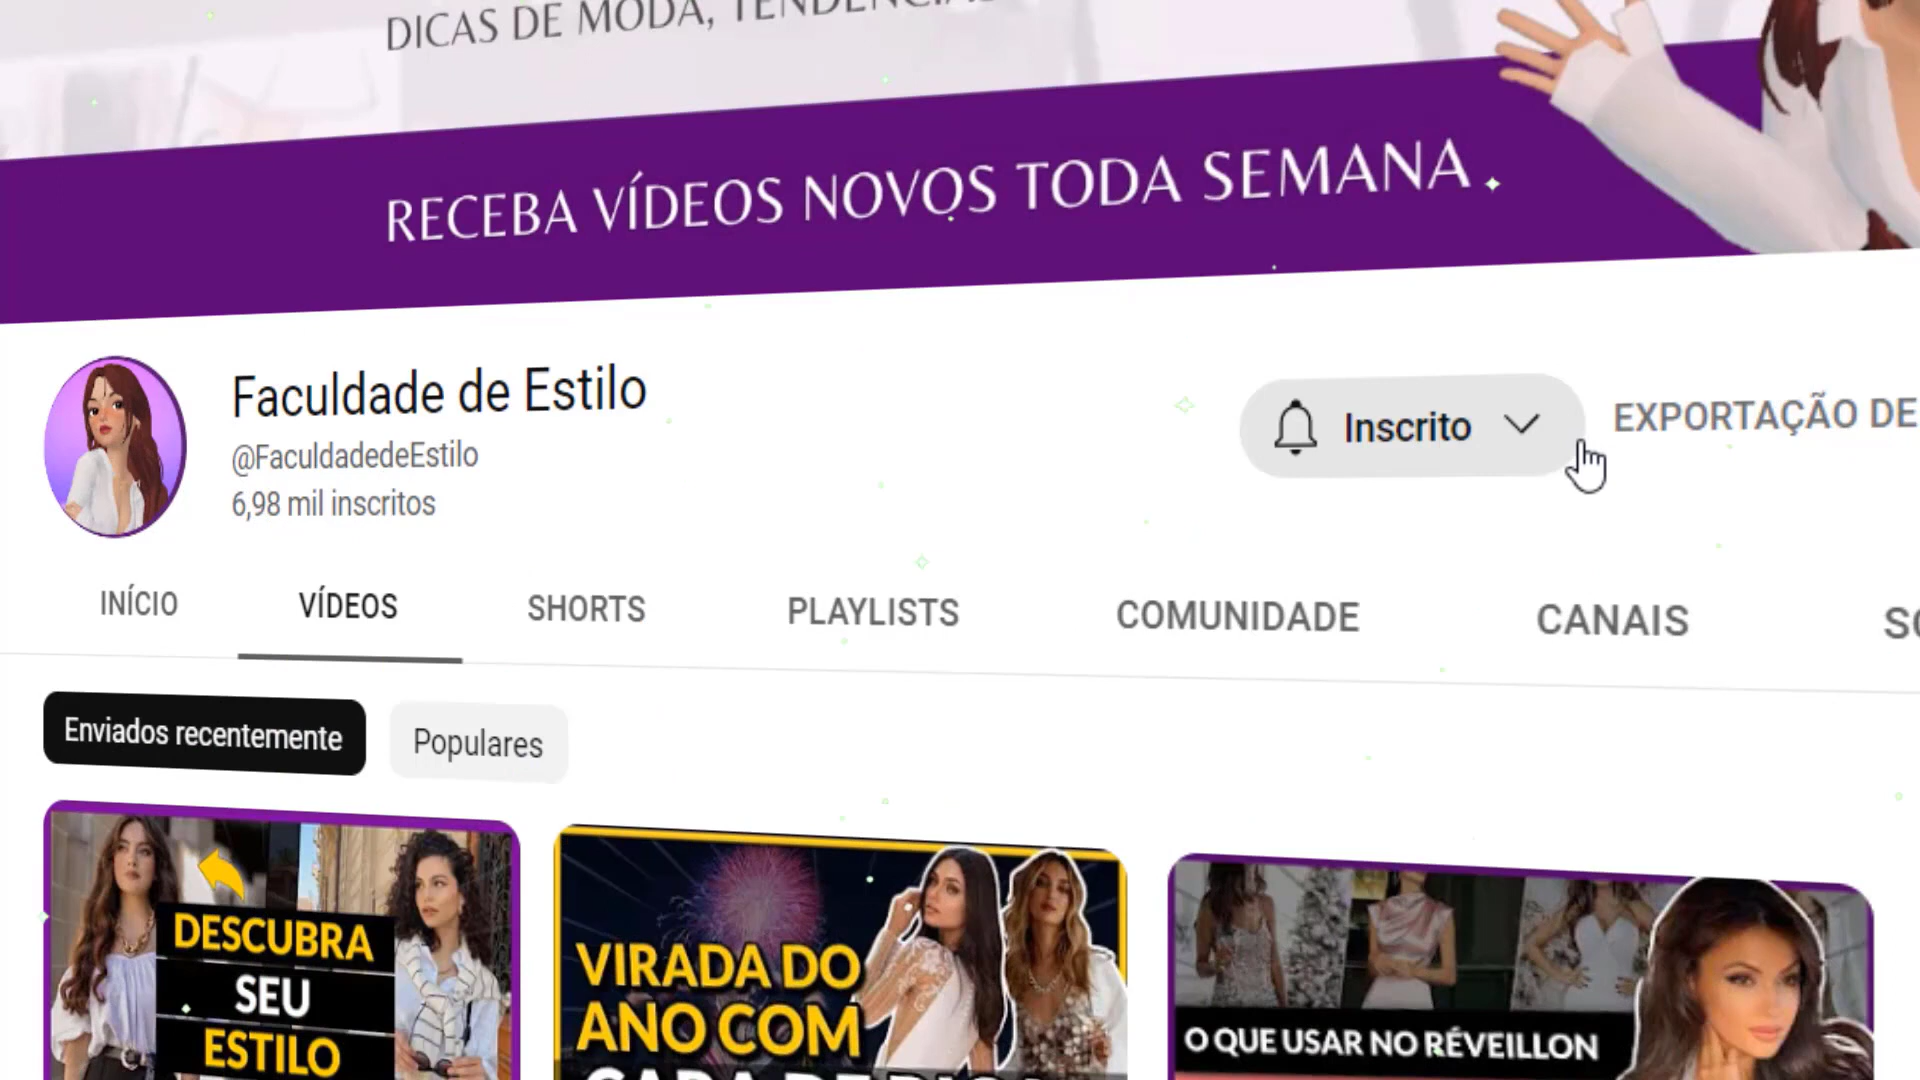 DICAS DE MODA, TENDÊNCIAS
RECEBA VÍDEOS NOVOS TODA SEMANA
Faculdade de Estilo
@FaculdadedeEstilo
6,98 mil inscritos
Inscrito
EXPORTAÇÃO DE
INÍCIO
VÍDEOS
SHORTS
PLAYLISTS
COMUNIDADE
CANAIS
Enviados recentemente
Populares
DESCUBRA
SEU
ESTILO
VIRADA DO
ANO COM
O QUE USAR NO RÉVEILLON